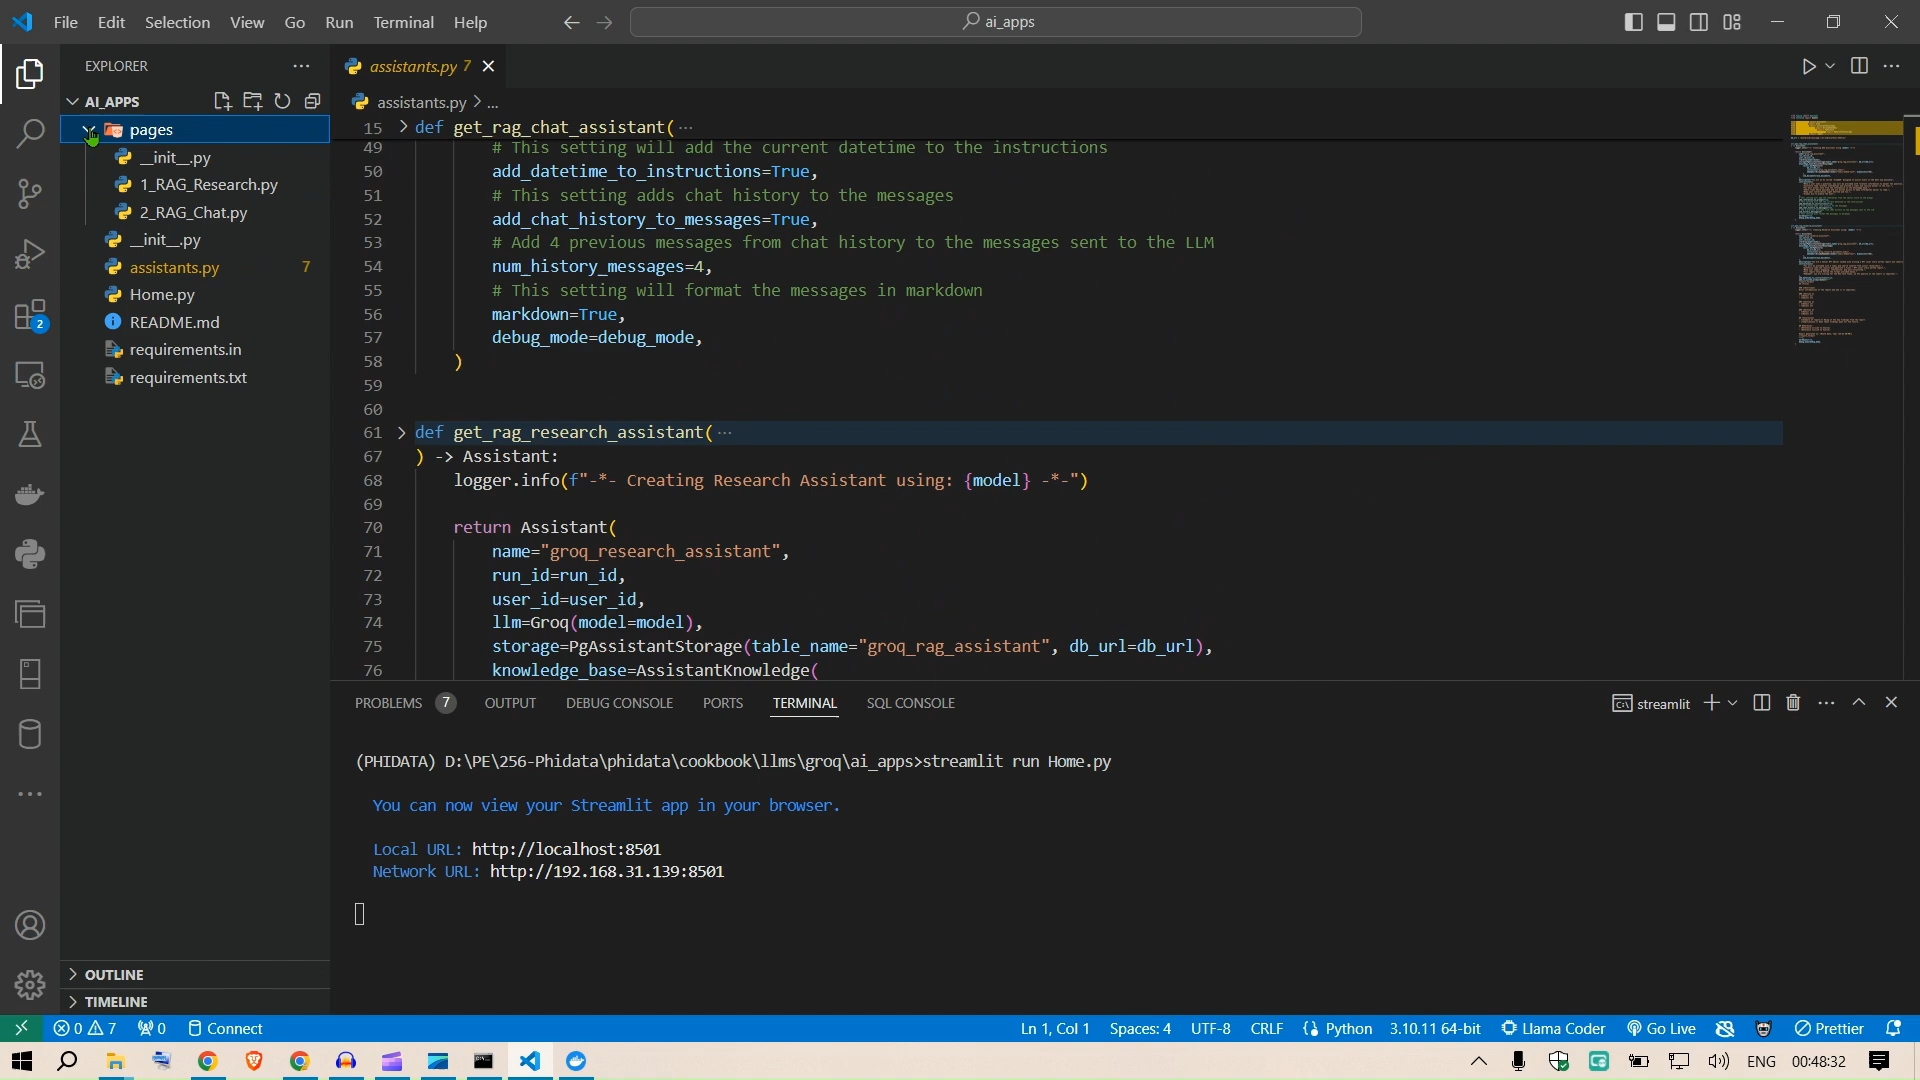 File Edit Selection View Go Run Terminal Help
ai_apps
EXPLORER
AI_APPS
pages
__init__.py
1_RAG_Research.py
2_RAG_Chat.py
__init__.py
assistants.py 7
Home.py
README.md
requirements.in
requirements.txt
OUTLINE
TIMELINE
2
assistants.py 7
assistants.py > ...
15 def get_rag_chat_assistant( ...
49 # This setting will add the current datetime to the instructions
50 add_datetime_to_instructions=True,
51 # This setting adds chat history to the messages
52 add_chat_history_to_messages=True,
53 # Add 4 previous messages from chat history to the messages sent to the LLM
54 num_history_messages=4,
55 # This setting will format the messages in markdown
56 markdown=True,
57 debug_mode=debug_mode,
58 )
59
60
61 def get_rag_research_assistant( ...
67 ) -> Assistant:
68 logger.info(f"-*- Creating Research Assistant using: {model} -*-")
69
70 return Assistant(
71 name="groq_research_assistant",
72 run_id=run_id,
73 user_id=user_id,
74 llm=Groq(model=model),
75 storage=PgAssistantStorage(table_name="groq_rag_assistant", db_url=db_url),
76 knowledge_base=AssistantKnowledge(
PROBLEMS 7 OUTPUT DEBUG CONSOLE PORTS TERMINAL SQL CONSOLE
streamlit
(PHIDATA) D:\PE\256-Phidata\phidata\cookbook\llms\groq\ai_apps>streamlit run Home.py
You can now view your Streamlit app in your browser.
Local URL: http://localhost:8501
Network URL: http://192.168.31.139:8501
0 7 0 Connect
Ln 1, Col 1 Spaces: 4 UTF-8 CRLF Python 3.10.11 64-bit Llama Coder Go Live Prettier
ENG 00:48:32